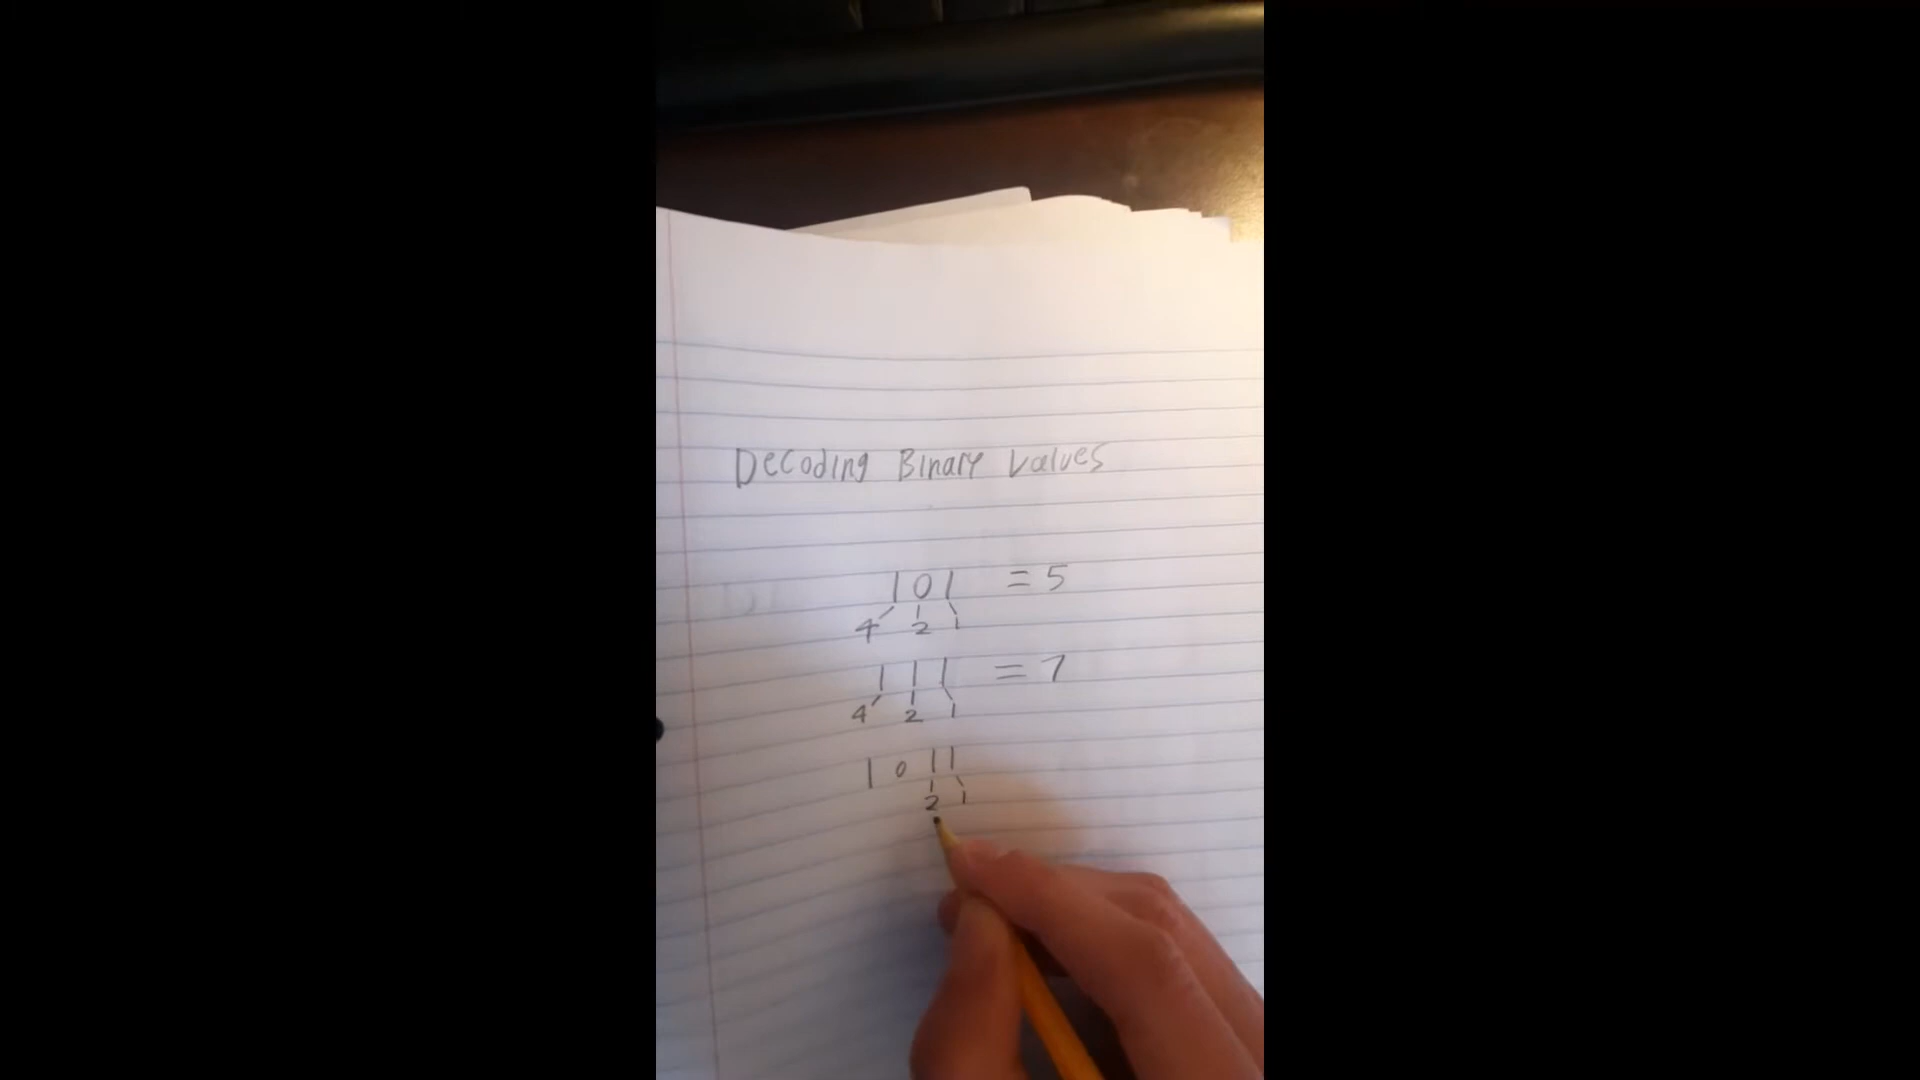 Decoding Binary Values
101 = 5
4 2 1
111 = 7
4 2 1
1011
2 1